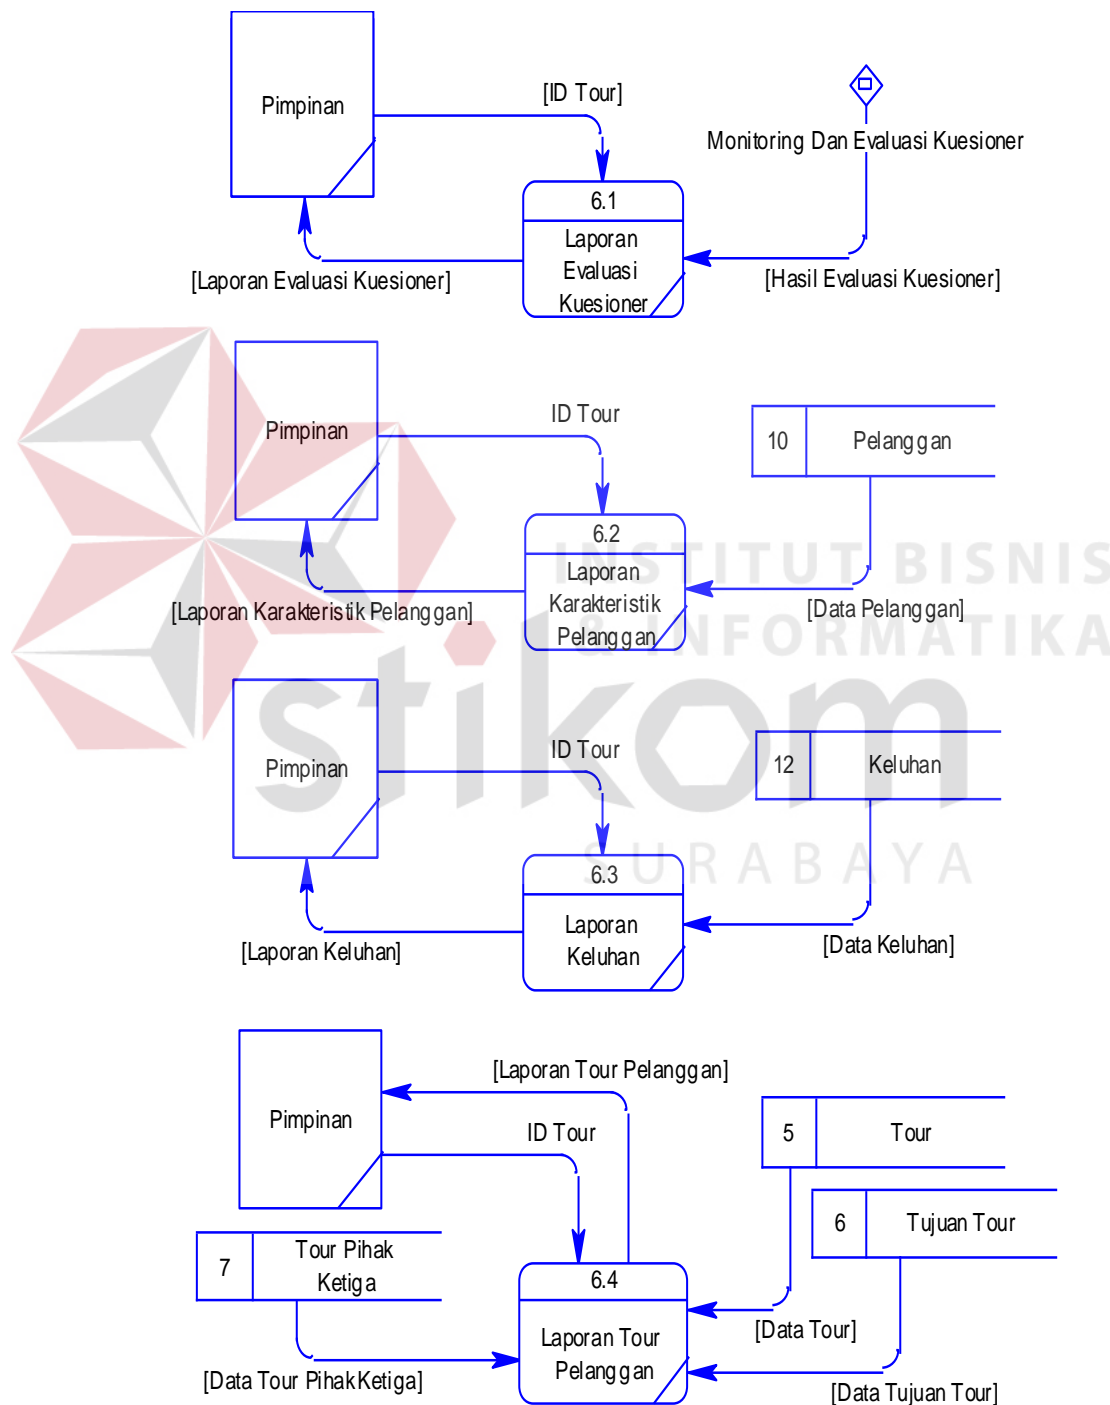 Pimpinan
[ID Tour]
Monitoring Dan Evaluasi Kuesioner
6.1
Laporan
Evaluasi
Kuesioner
[Laporan Evaluasi Kuesioner]
[Hasil Evaluasi Kuesioner]
Pimpinan
ID Tour
10
Pelanggan
6.2
Laporan
Karakteristik
Pelanggan
[Laporan Karakteristik Pelanggan]
[Data Pelanggan]
INSTITUT BISNIS
& INFORMATIKA
stikom
SURABAYA
Pimpinan
ID Tour
12
Keluhan
6.3
Laporan
Keluhan
[Laporan Keluhan]
[Data Keluhan]
Pimpinan
[Laporan Tour Pelanggan]
ID Tour
5
Tour
6
Tujuan Tour
7
Tour Pihak
Ketiga
6.4
Laporan Tour
Pelanggan
[Data Tour]
[Data Tour Pihak Ketiga]
[Data Tujuan Tour]